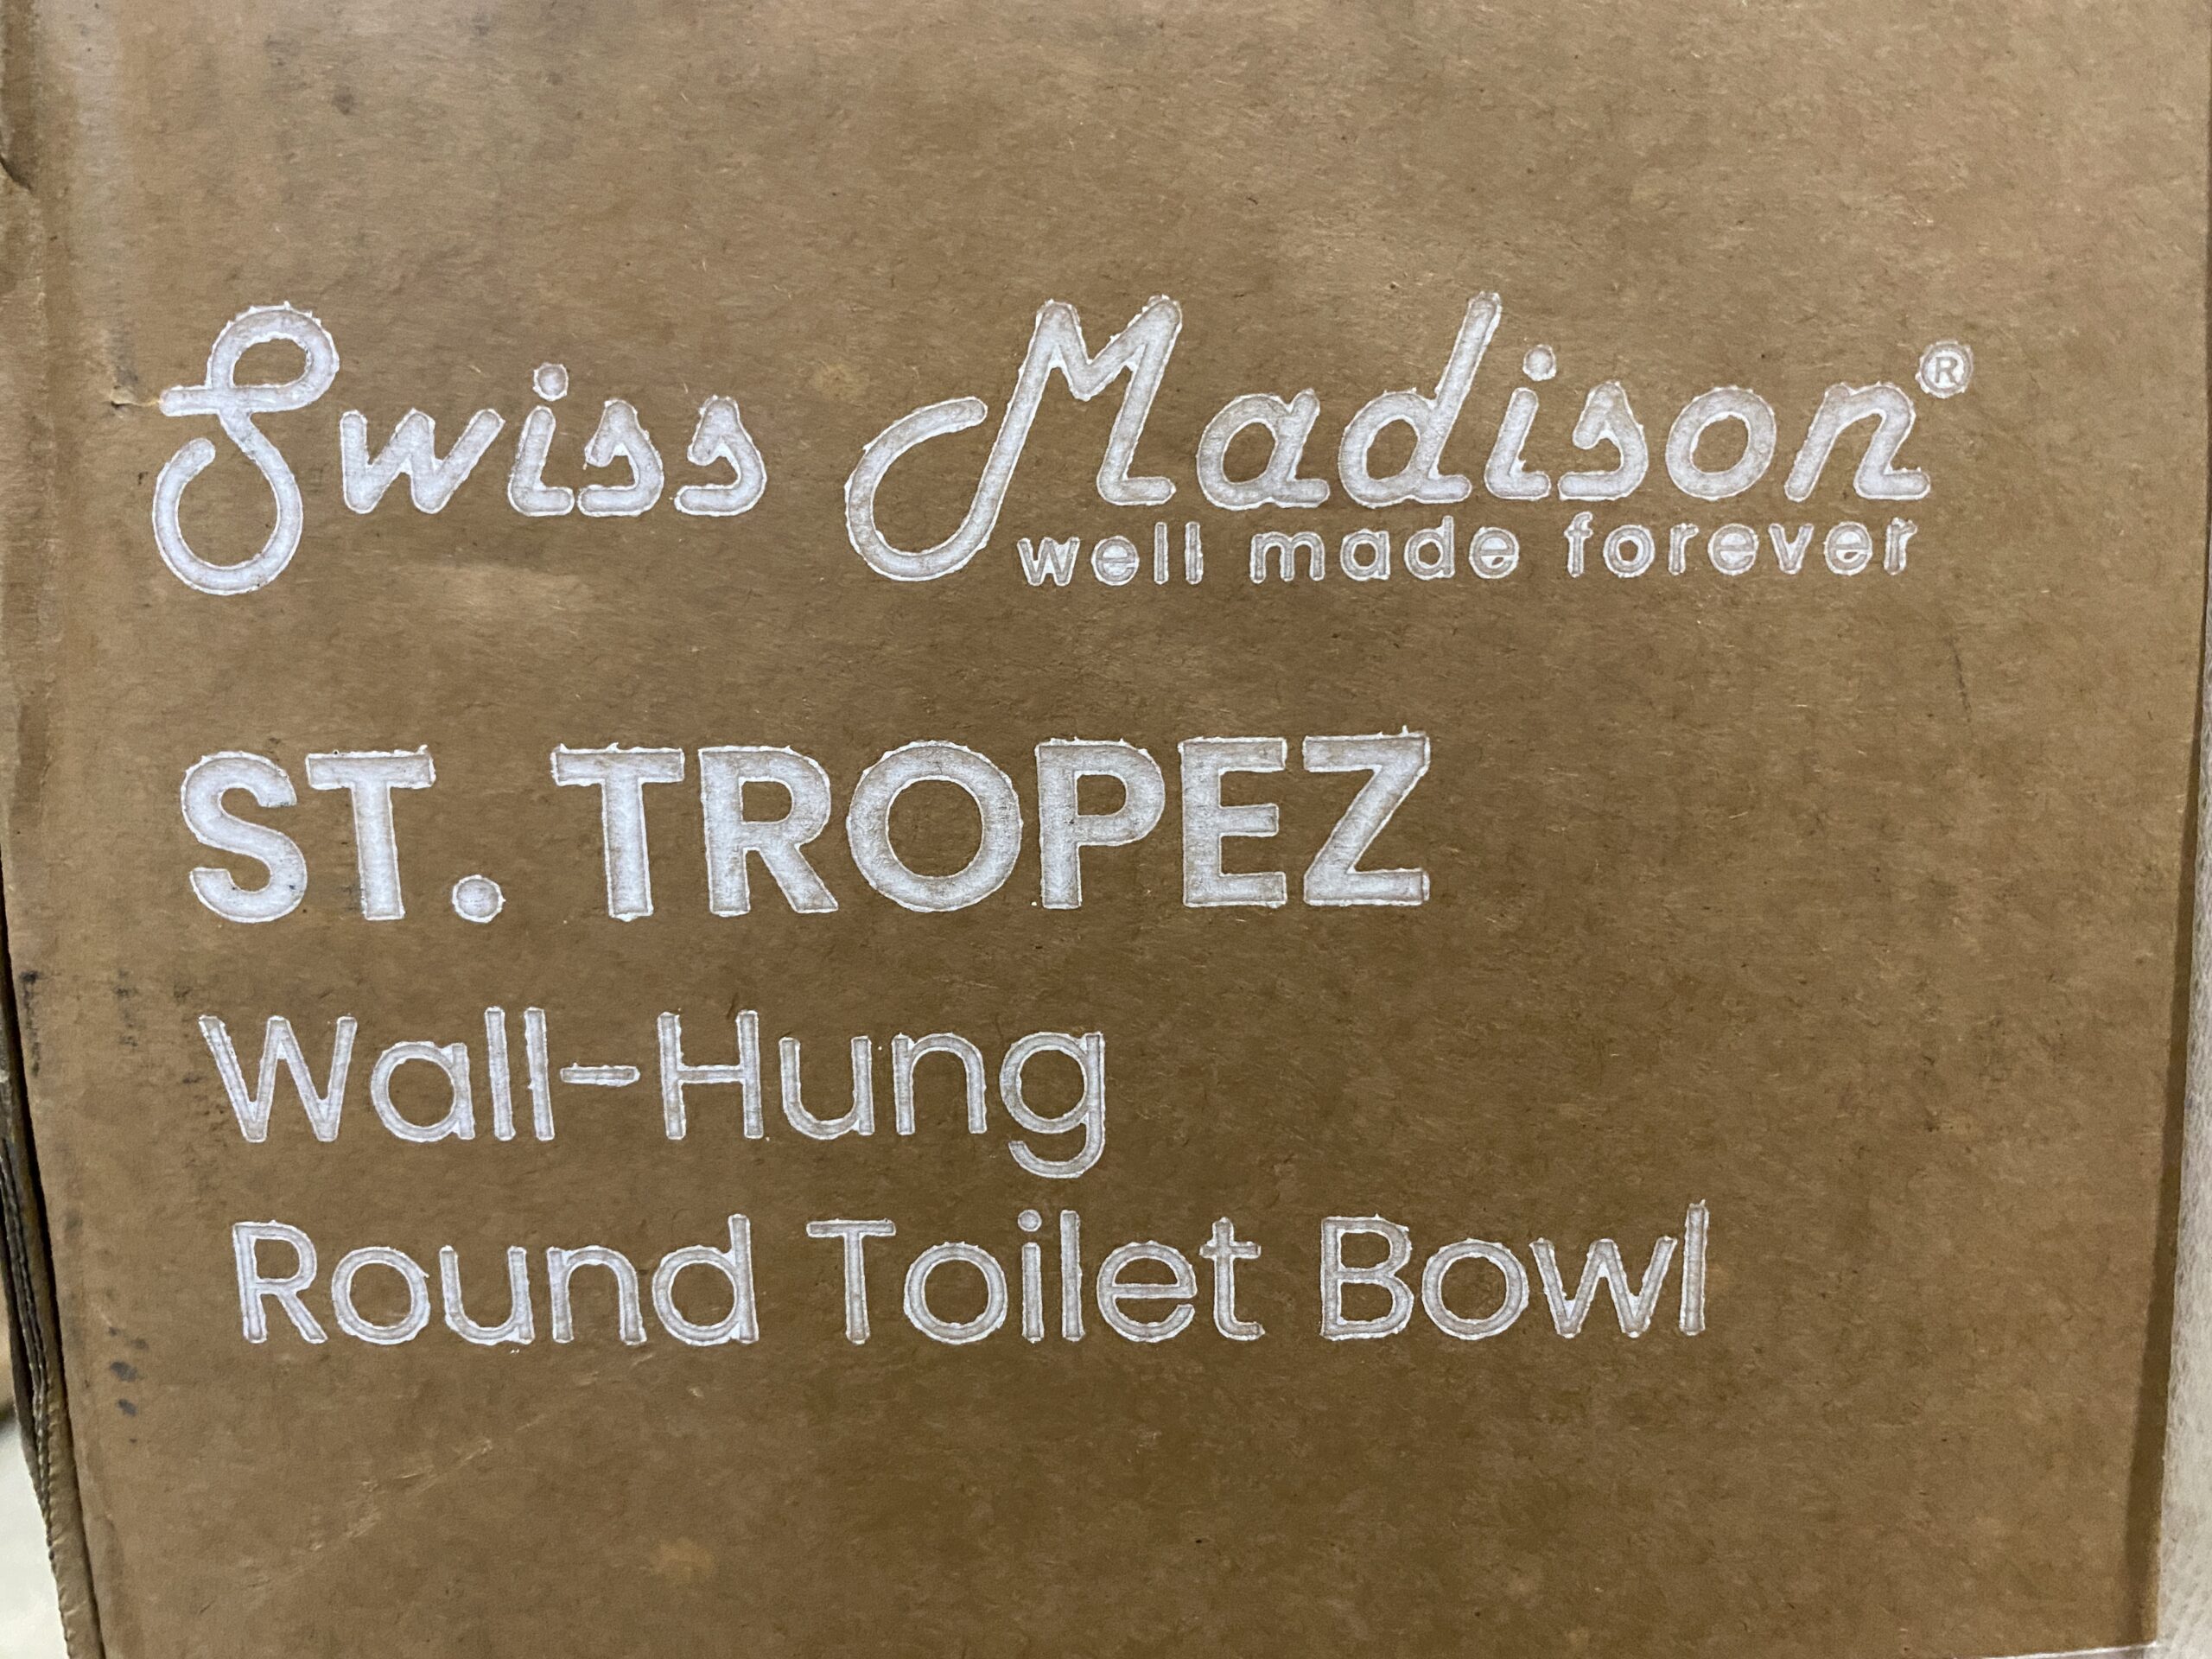 Swiss Madison®
well made forever
ST. TROPEZ
Wall-Hung
Round Toilet Bowl